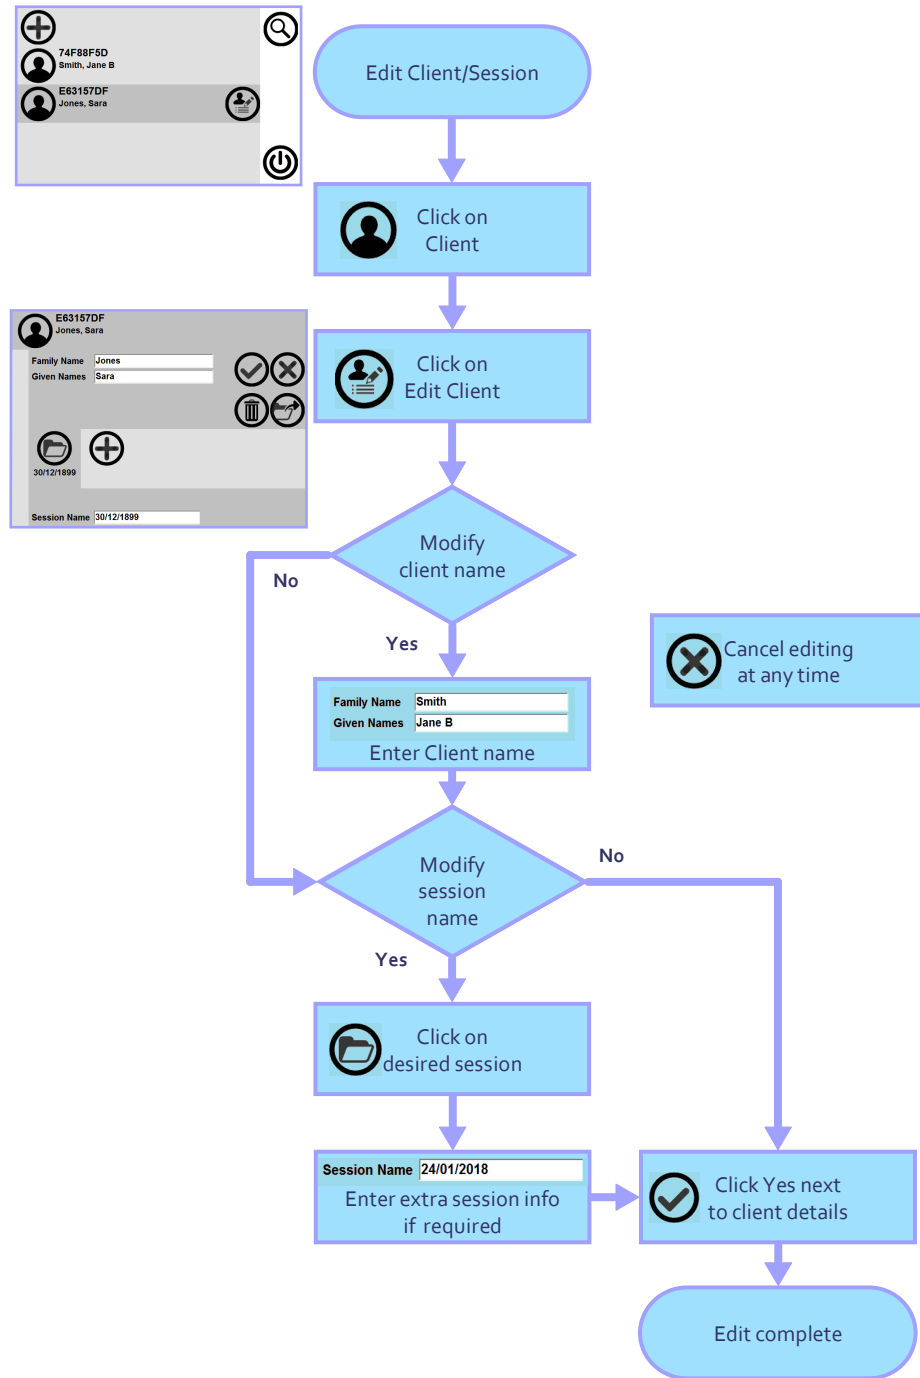 74F88F5D
Smith, Jane B
E63157DF
Jones, Sara
Edit Client/Session
Click on
Client
E63157DF
Jones, Sara
Family Name Jones
Given Names Sara
30/12/1899
Session Name 30/12/1899
Click on
Edit Client
Modify
client name
No
Yes
Cancel editing
at any time
Family Name Smith
Given Names Jane B
Enter Client name
Modify
session
name
No
Yes
Click on
desired session
Session Name 24/01/2018
Enter extra session info
if required
Click Yes next
to client details
Edit complete